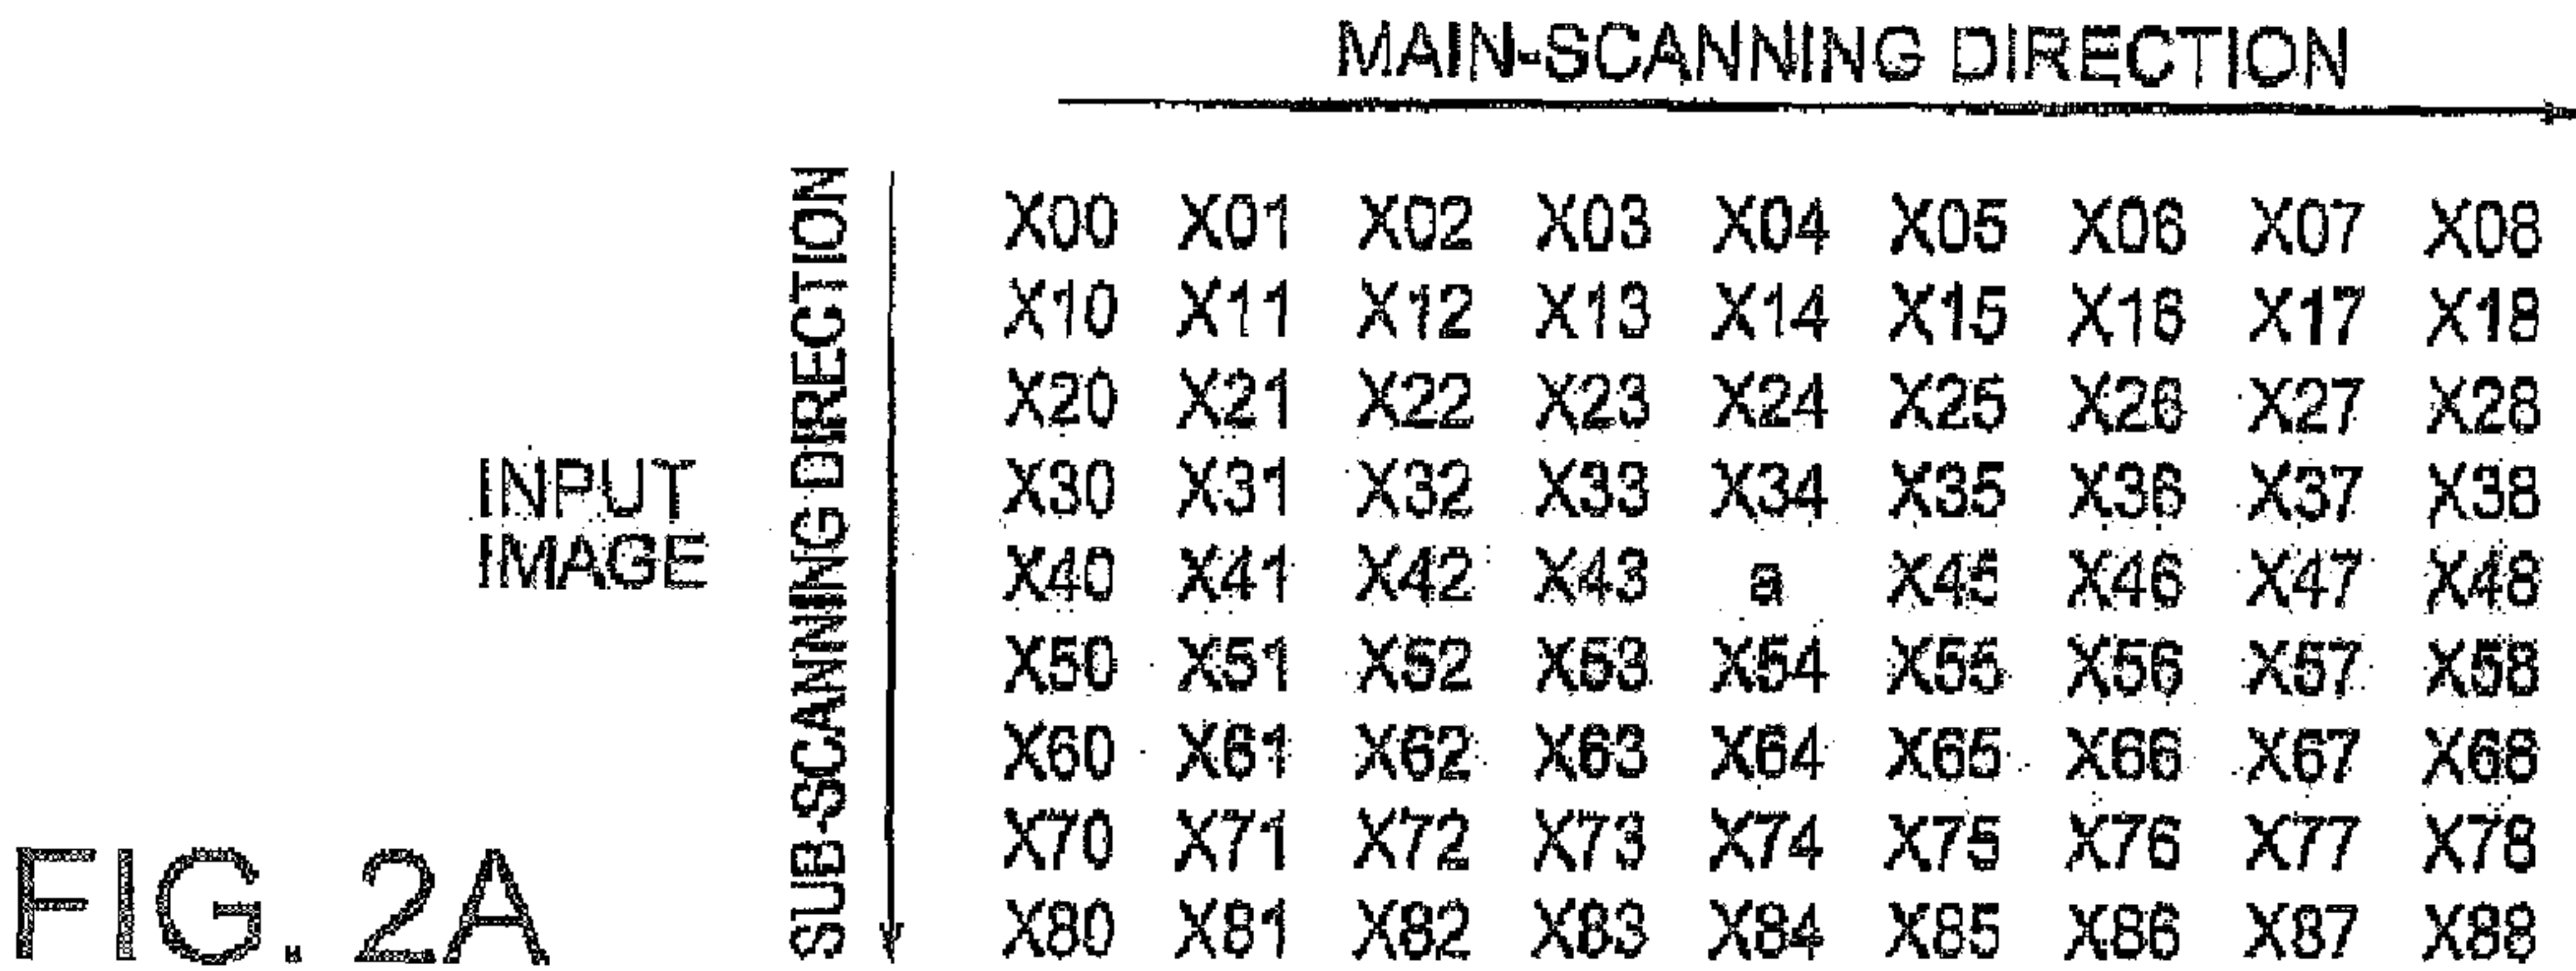 MAIN-SCANNING DIRECTION
SUB-SCANNING DIRECTION
INPUT
IMAGE
X00 X01 X02 X03 X04 X05 X06 X07 X08
X10 X11 X12 X13 X14 X15 X16 X17 X18
X20 X21 X22 X23 X24 X25 X26 X27 X28
X30 X31 X32 X33 X34 X35 X36 X37 X38
X40 X41 X42 X43 a X45 X46 X47 X48
X50 X51 X52 X53 X54 X55 X56 X57 X58
X60 X61 X62 X63 X64 X65 X66 X67 X68
X70 X71 X72 X73 X74 X75 X76 X77 X78
X80 X81 X82 X83 X84 X85 X86 X87 X88
FIG. 2A